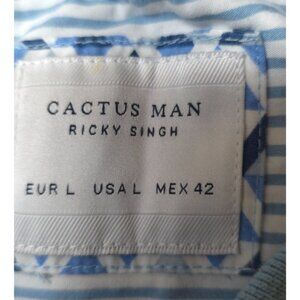 CACTUS MAN
RICKY SINGH
EUR L USA L MEX 42